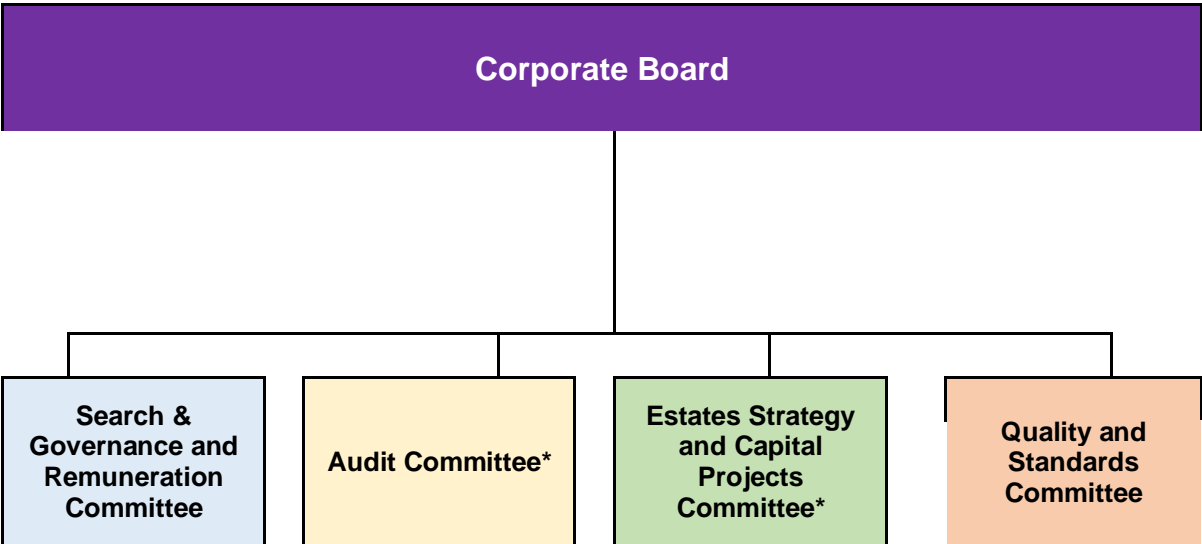 Corporate Board
Search &
Governance and
Remuneration
Committee
Audit Committee*
Estates Strategy
and Capital
Projects
Committee*
Quality and
Standards
Committee